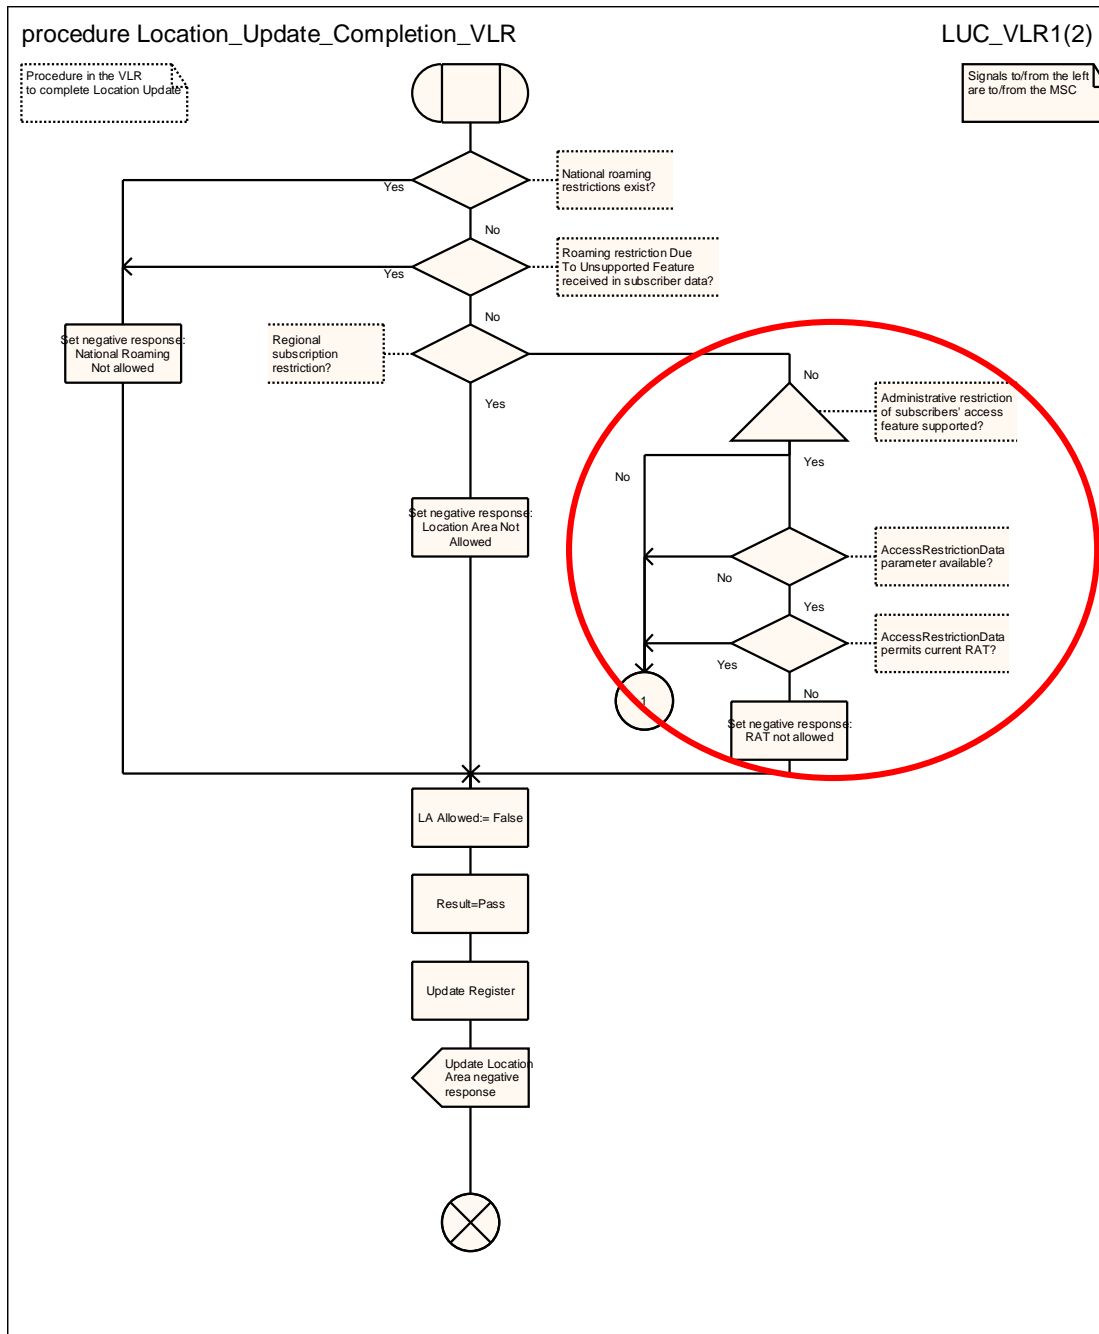 procedure Location_Update_Completion_VLR
LUC_VLR1(2)
Procedure in the VLR
to complete Location Update
Signals to/from the left
are to/from the MSC
Yes
National roaming
restrictions exist?
No
Yes
Roaming restriction Due
To Unsupported Feature
received in subscriber data?
No
Set negative response:
National Roaming
Not allowed
Regional
subscription
restriction?
Yes
No
Administrative restriction
of subscribers' access
feature supported?
Yes
No
Set negative response:
Location Area Not
Allowed
AccessRestrictionData
parameter available?
No
Yes
AccessRestrictionData
permits current RAT?
Yes
No
1
Set negative response:
RAT not allowed
LA Allowed:= False
Result=Pass
Update Register
Update Location
Area negative
response